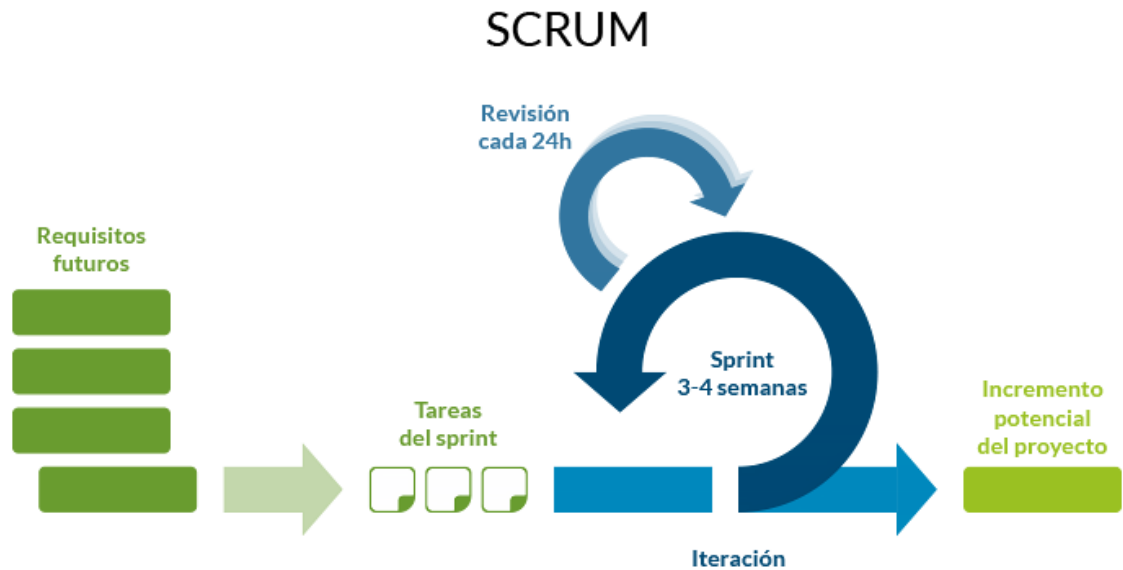 SCRUM
Revisión
cada 24h
Requisitos
futuros
Sprint
3-4 semanas
Tareas
del sprint
Incremento
potencial
del proyecto
Iteración